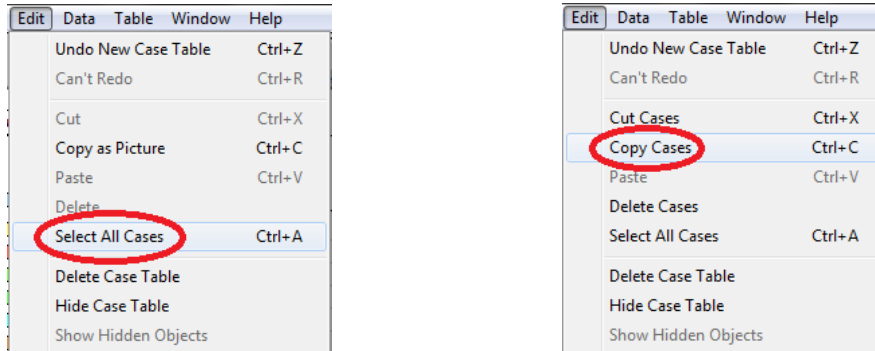 Edit Data Table Window Help
Undo New Case Table Ctrl+Z
Can't Redo Ctrl+R
Cut Ctrl+X
Copy as Picture Ctrl+C
Paste Ctrl+V
Delete
Select All Cases Ctrl+A
Delete Case Table
Hide Case Table
Show Hidden Objects
Edit Data Table Window Help
Undo New Case Table Ctrl+Z
Can't Redo Ctrl+R
Cut Cases Ctrl+X
Copy Cases Ctrl+C
Paste Ctrl+V
Delete Cases
Select All Cases Ctrl+A
Delete Case Table
Hide Case Table
Show Hidden Objects